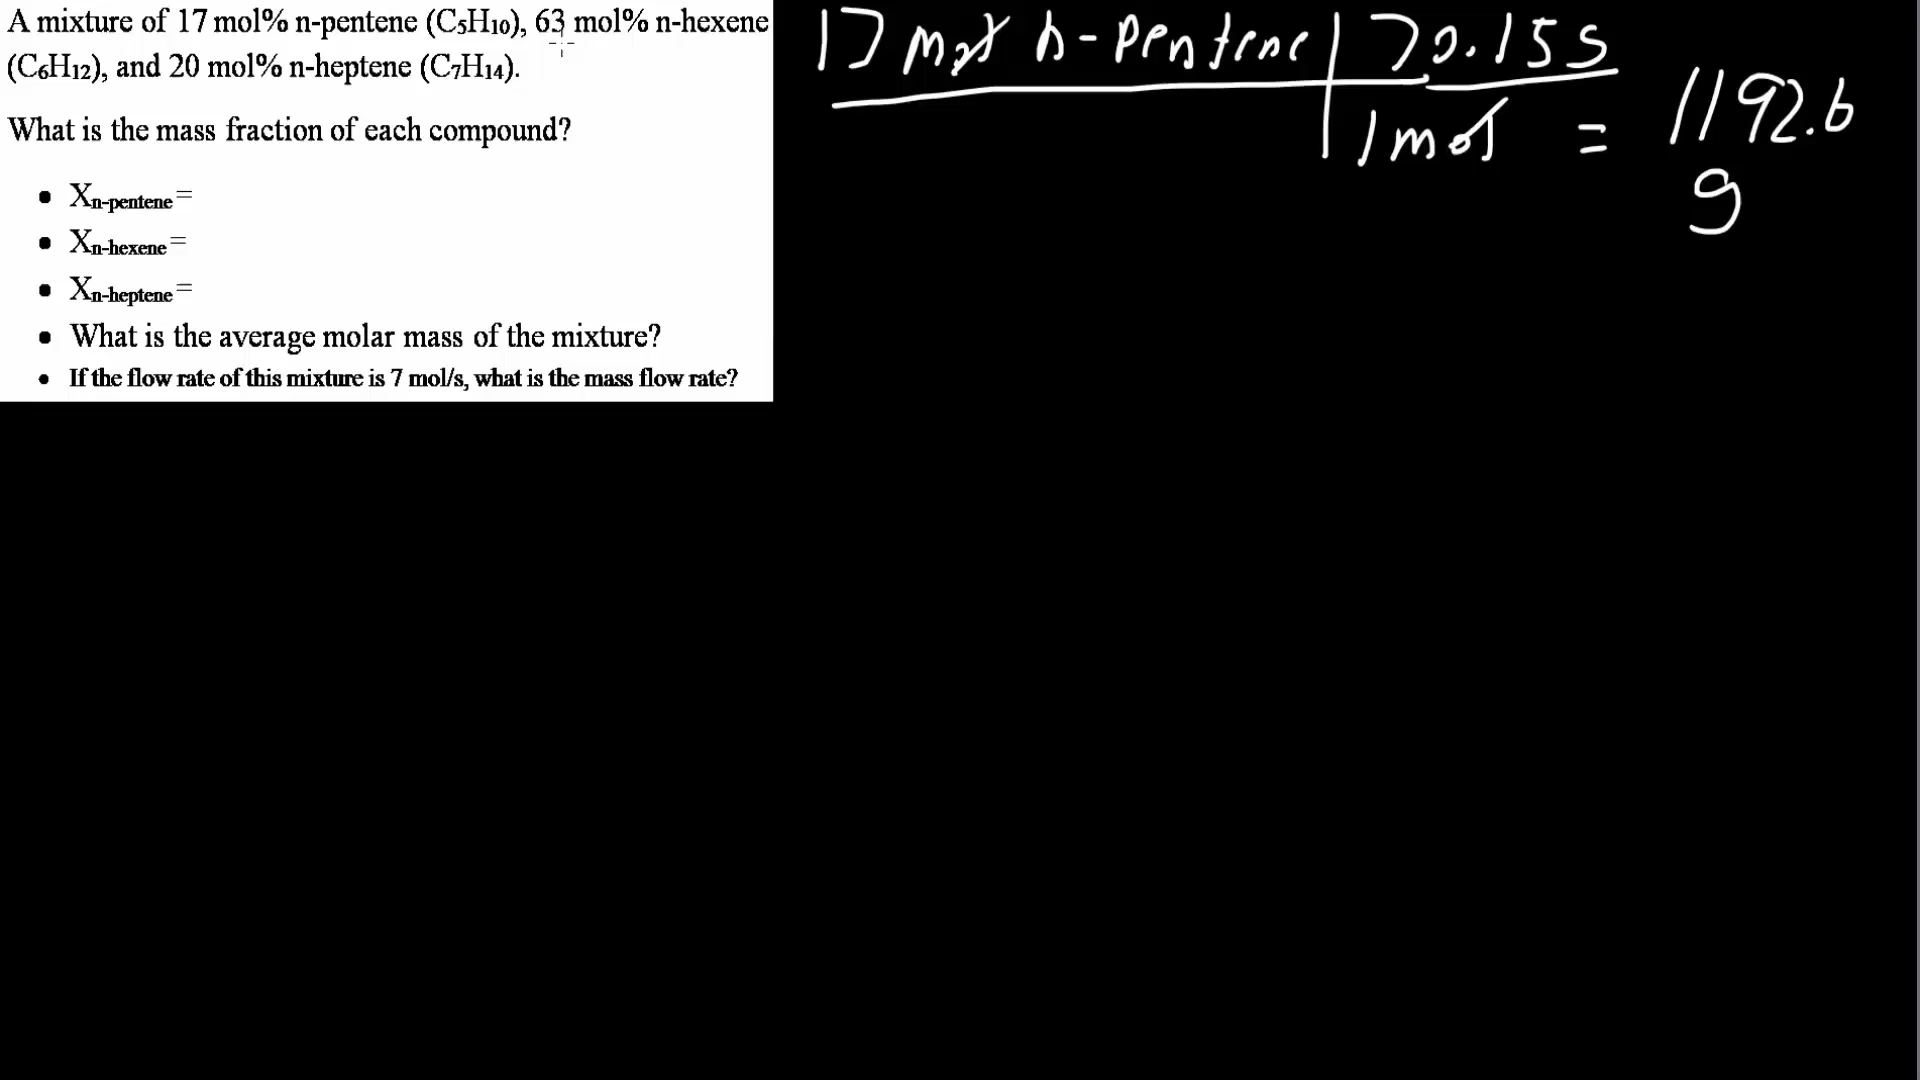 A mixture of 17 mol% n-pentene (C5H10), 63 mol% n-hexene
(C6H12), and 20 mol% n-heptene (C7H14).
What is the mass fraction of each compound?
• Xn-pentene=
• Xn-hexene=
• Xn-heptene=
• What is the average molar mass of the mixture?
• If the flow rate of this mixture is 7 mol/s, what is the mass flow rate?
17 mol n-pentene | 70.15 g
1 mol = 1192.6
g